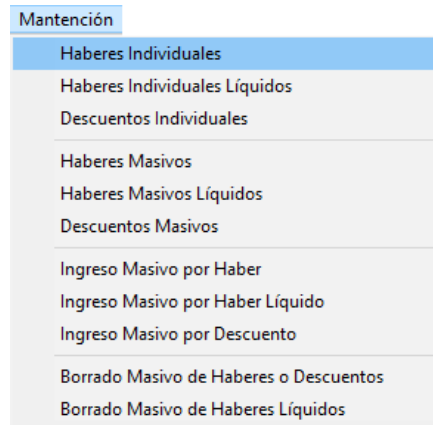 Mantención
Haberes Individuales
Haberes Individuales Líquidos
Descuentos Individuales
Haberes Masivos
Haberes Masivos Líquidos
Descuentos Masivos
Ingreso Masivo por Haber
Ingreso Masivo por Haber Líquido
Ingreso Masivo por Descuento
Borrado Masivo de Haberes o Descuentos
Borrado Masivo de Haberes Líquidos